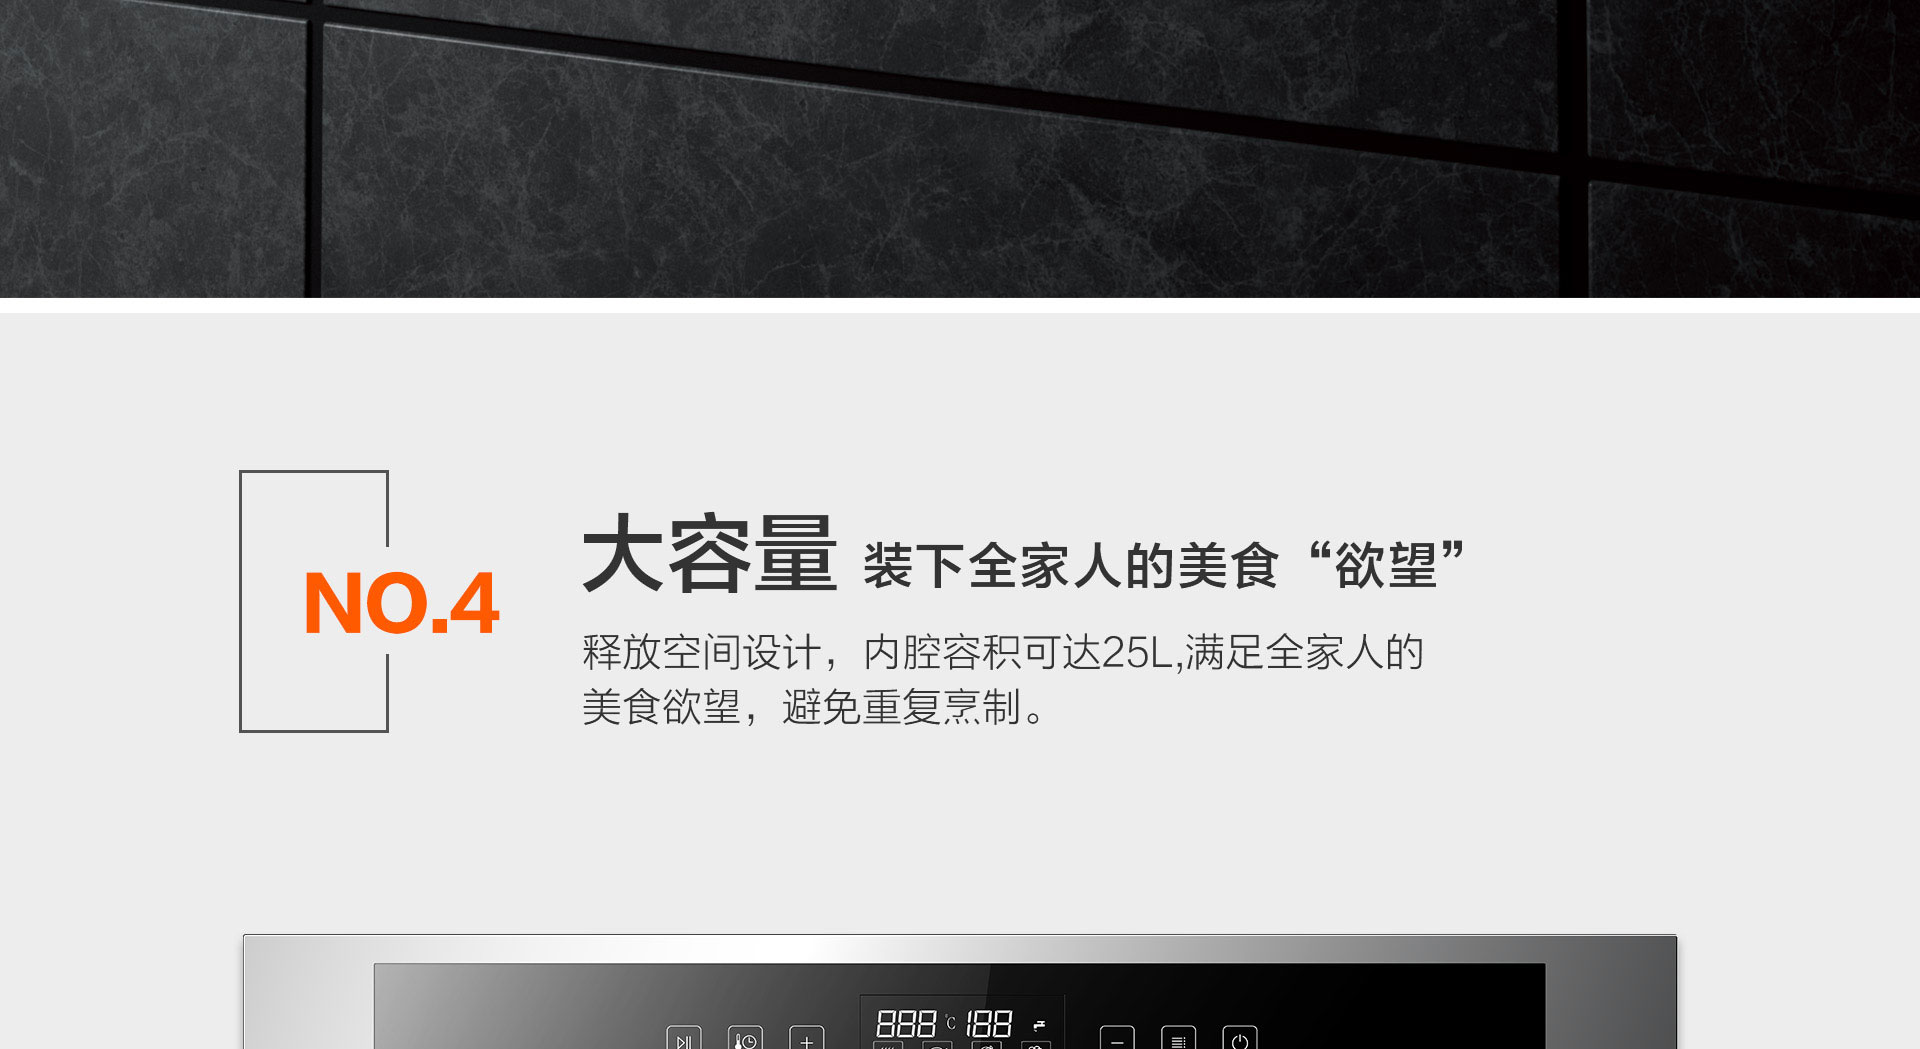 NO.4
大容量 装下全家人的美食“欲望”
释放空间设计，内腔容积可达25L,满足全家人的
美食欲望，避免重复烹制。
888 ℃ 188